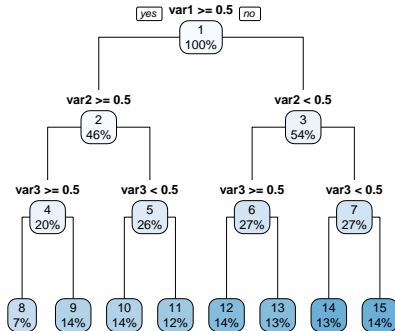 yes var1 >= 0.5 no
1
100%
var2 >= 0.5 var2 < 0.5
2 3
46% 54%
var3 >= 0.5 var3 < 0.5 var3 >= 0.5 var3 < 0.5
4 5 6 7
20% 26% 27% 27%
8 9 10 11 12 13 14 15
7% 14% 14% 12% 14% 13% 13% 14%